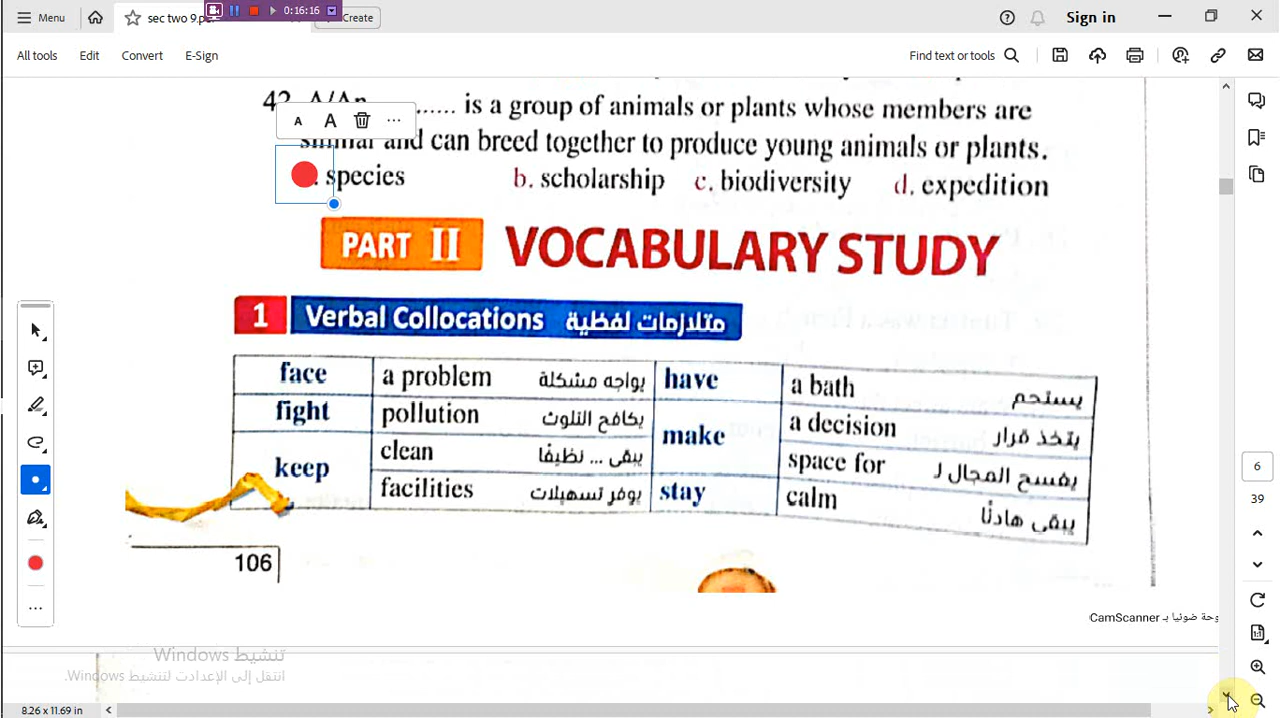 Menu
sec two 9.p
0:16:16
Create
Sign in
All tools Edit Convert E-Sign
Find text or tools
42. A/An ...... is a group of animals or plants whose members are
similar and can breed together to produce young animals or plants.
. species b. scholarship c. biodiversity d. expedition
PART II VOCABULARY STUDY
1 Verbal Collocations متلازمات لفظية
face a problem يواجه مشكلة have a bath يستحم
fight pollution يكافح التلوث make a decision يتخذ قرار
keep clean يبقى ... نظيفًا space for يفسح المجال لـ
facilities يوفر تسهيلات stay calm يبقى هادئًا
106
وحة ضوئيا بـ CamScanner
تنشيط Windows
انتقل إلى الإعدادات لتنشيط Windows.
6
39
8.26 x 11.69 in